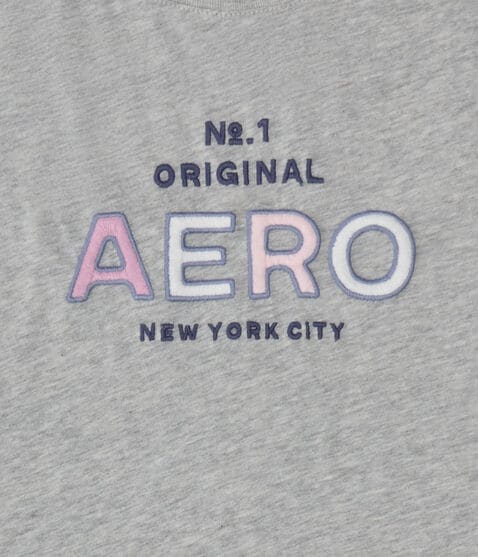 №.1
ORIGINAL
AERO
NEW YORK CITY